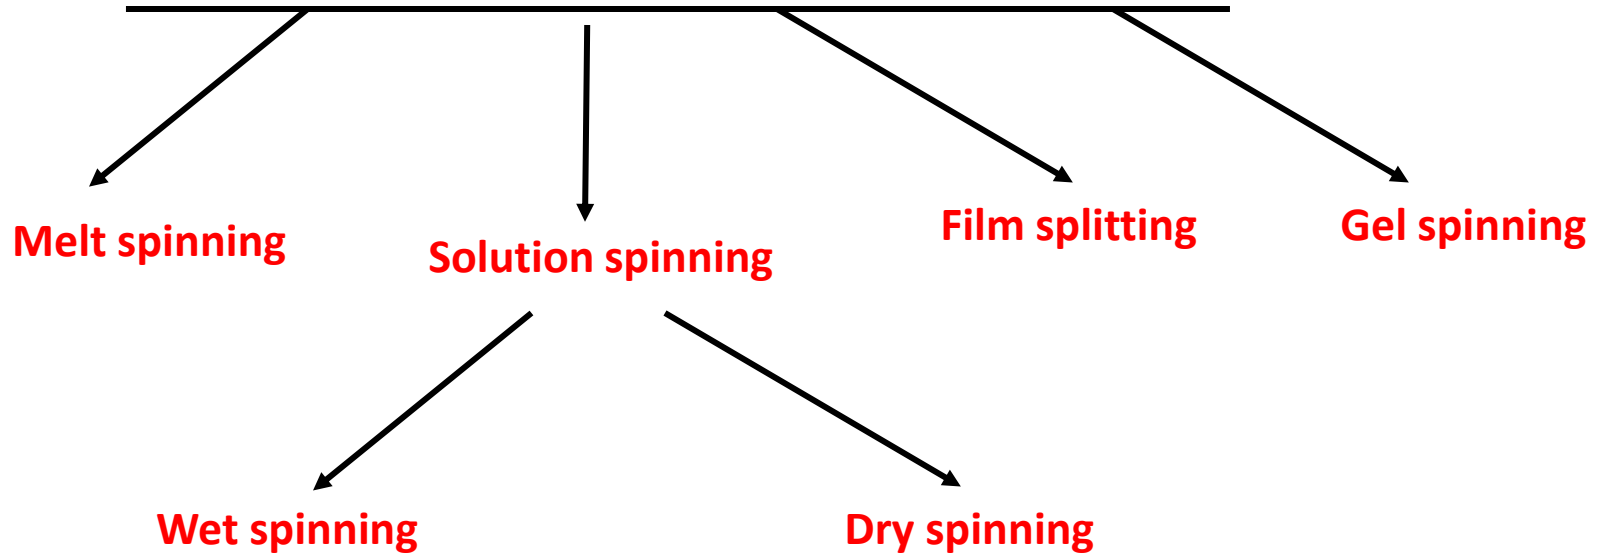 Melt spinning
Solution spinning
Film splitting
Gel spinning
Wet spinning
Dry spinning